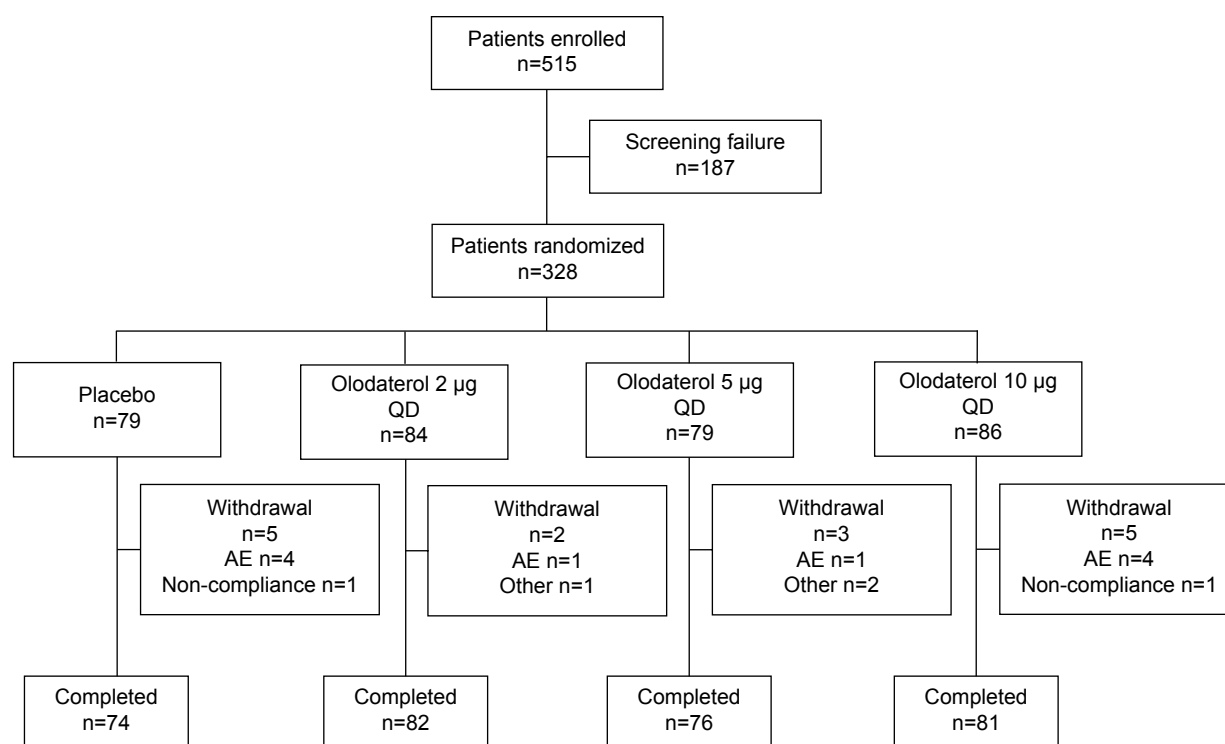 Patients enrolled
n=515
Screening failure
n=187
Patients randomized
n=328
Placebo
n=79
Olodaterol 2 µg
QD
n=84
Olodaterol 5 µg
QD
n=79
Olodaterol 10 µg
QD
n=86
Withdrawal
n=5
AE n=4
Non-compliance n=1
Withdrawal
n=2
AE n=1
Other n=1
Withdrawal
n=3
AE n=1
Other n=2
Withdrawal
n=5
AE n=4
Non-compliance n=1
Completed
n=74
Completed
n=82
Completed
n=76
Completed
n=81